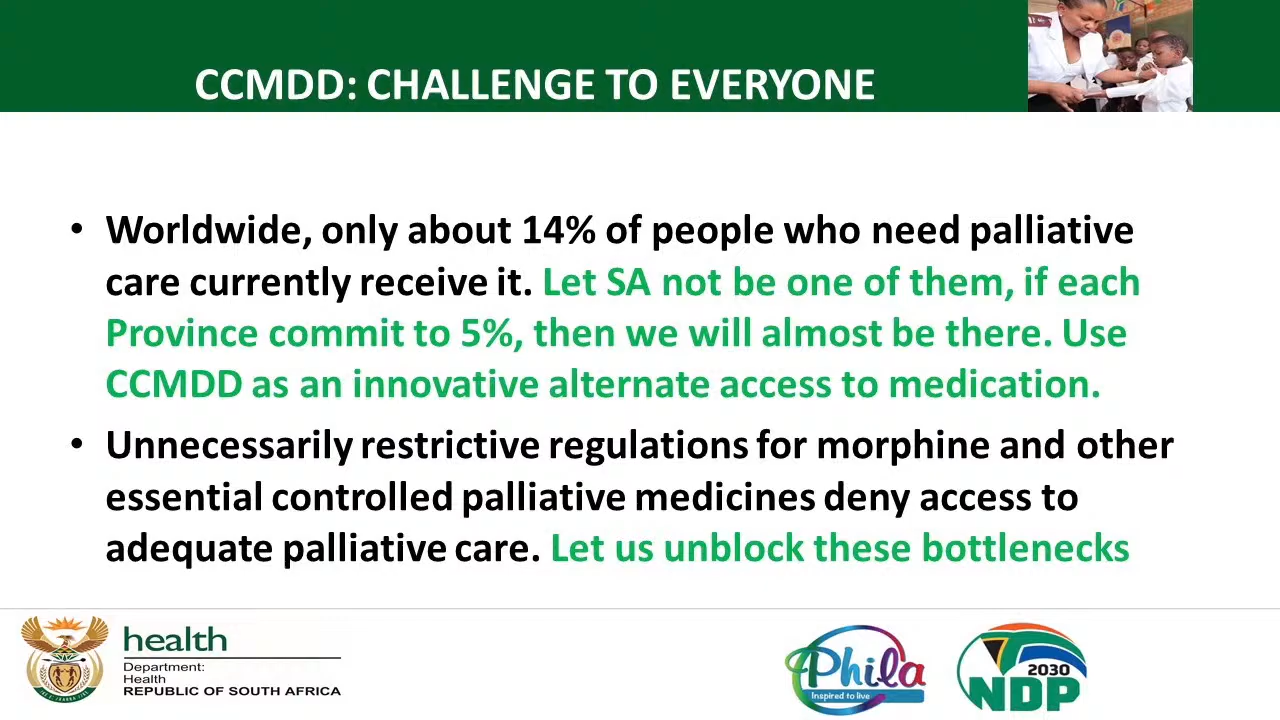 CCMDD: CHALLENGE TO EVERYONE
• Worldwide, only about 14% of people who need palliative
care currently receive it. Let SA not be one of them, if each
Province commit to 5%, then we will almost be there. Use
CCMDD as an innovative alternate access to medication.
• Unnecessarily restrictive regulations for morphine and other
essential controlled palliative medicines deny access to
adequate palliative care. Let us unblock these bottlenecks
health
Department:
Health
REPUBLIC OF SOUTH AFRICA
Phila
Inspired to live
2030
NDP